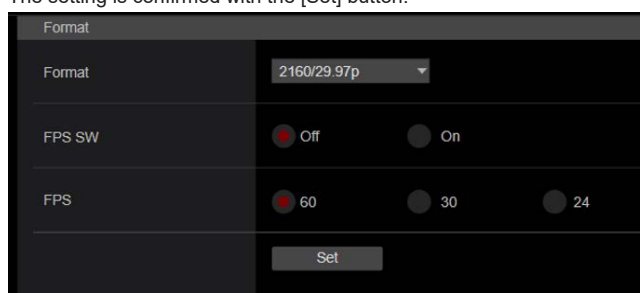 The setting is confirmed with the [Set] button.
Format
Format 2160/29.97p
FPS SW Off On
FPS 60 30 24
Set